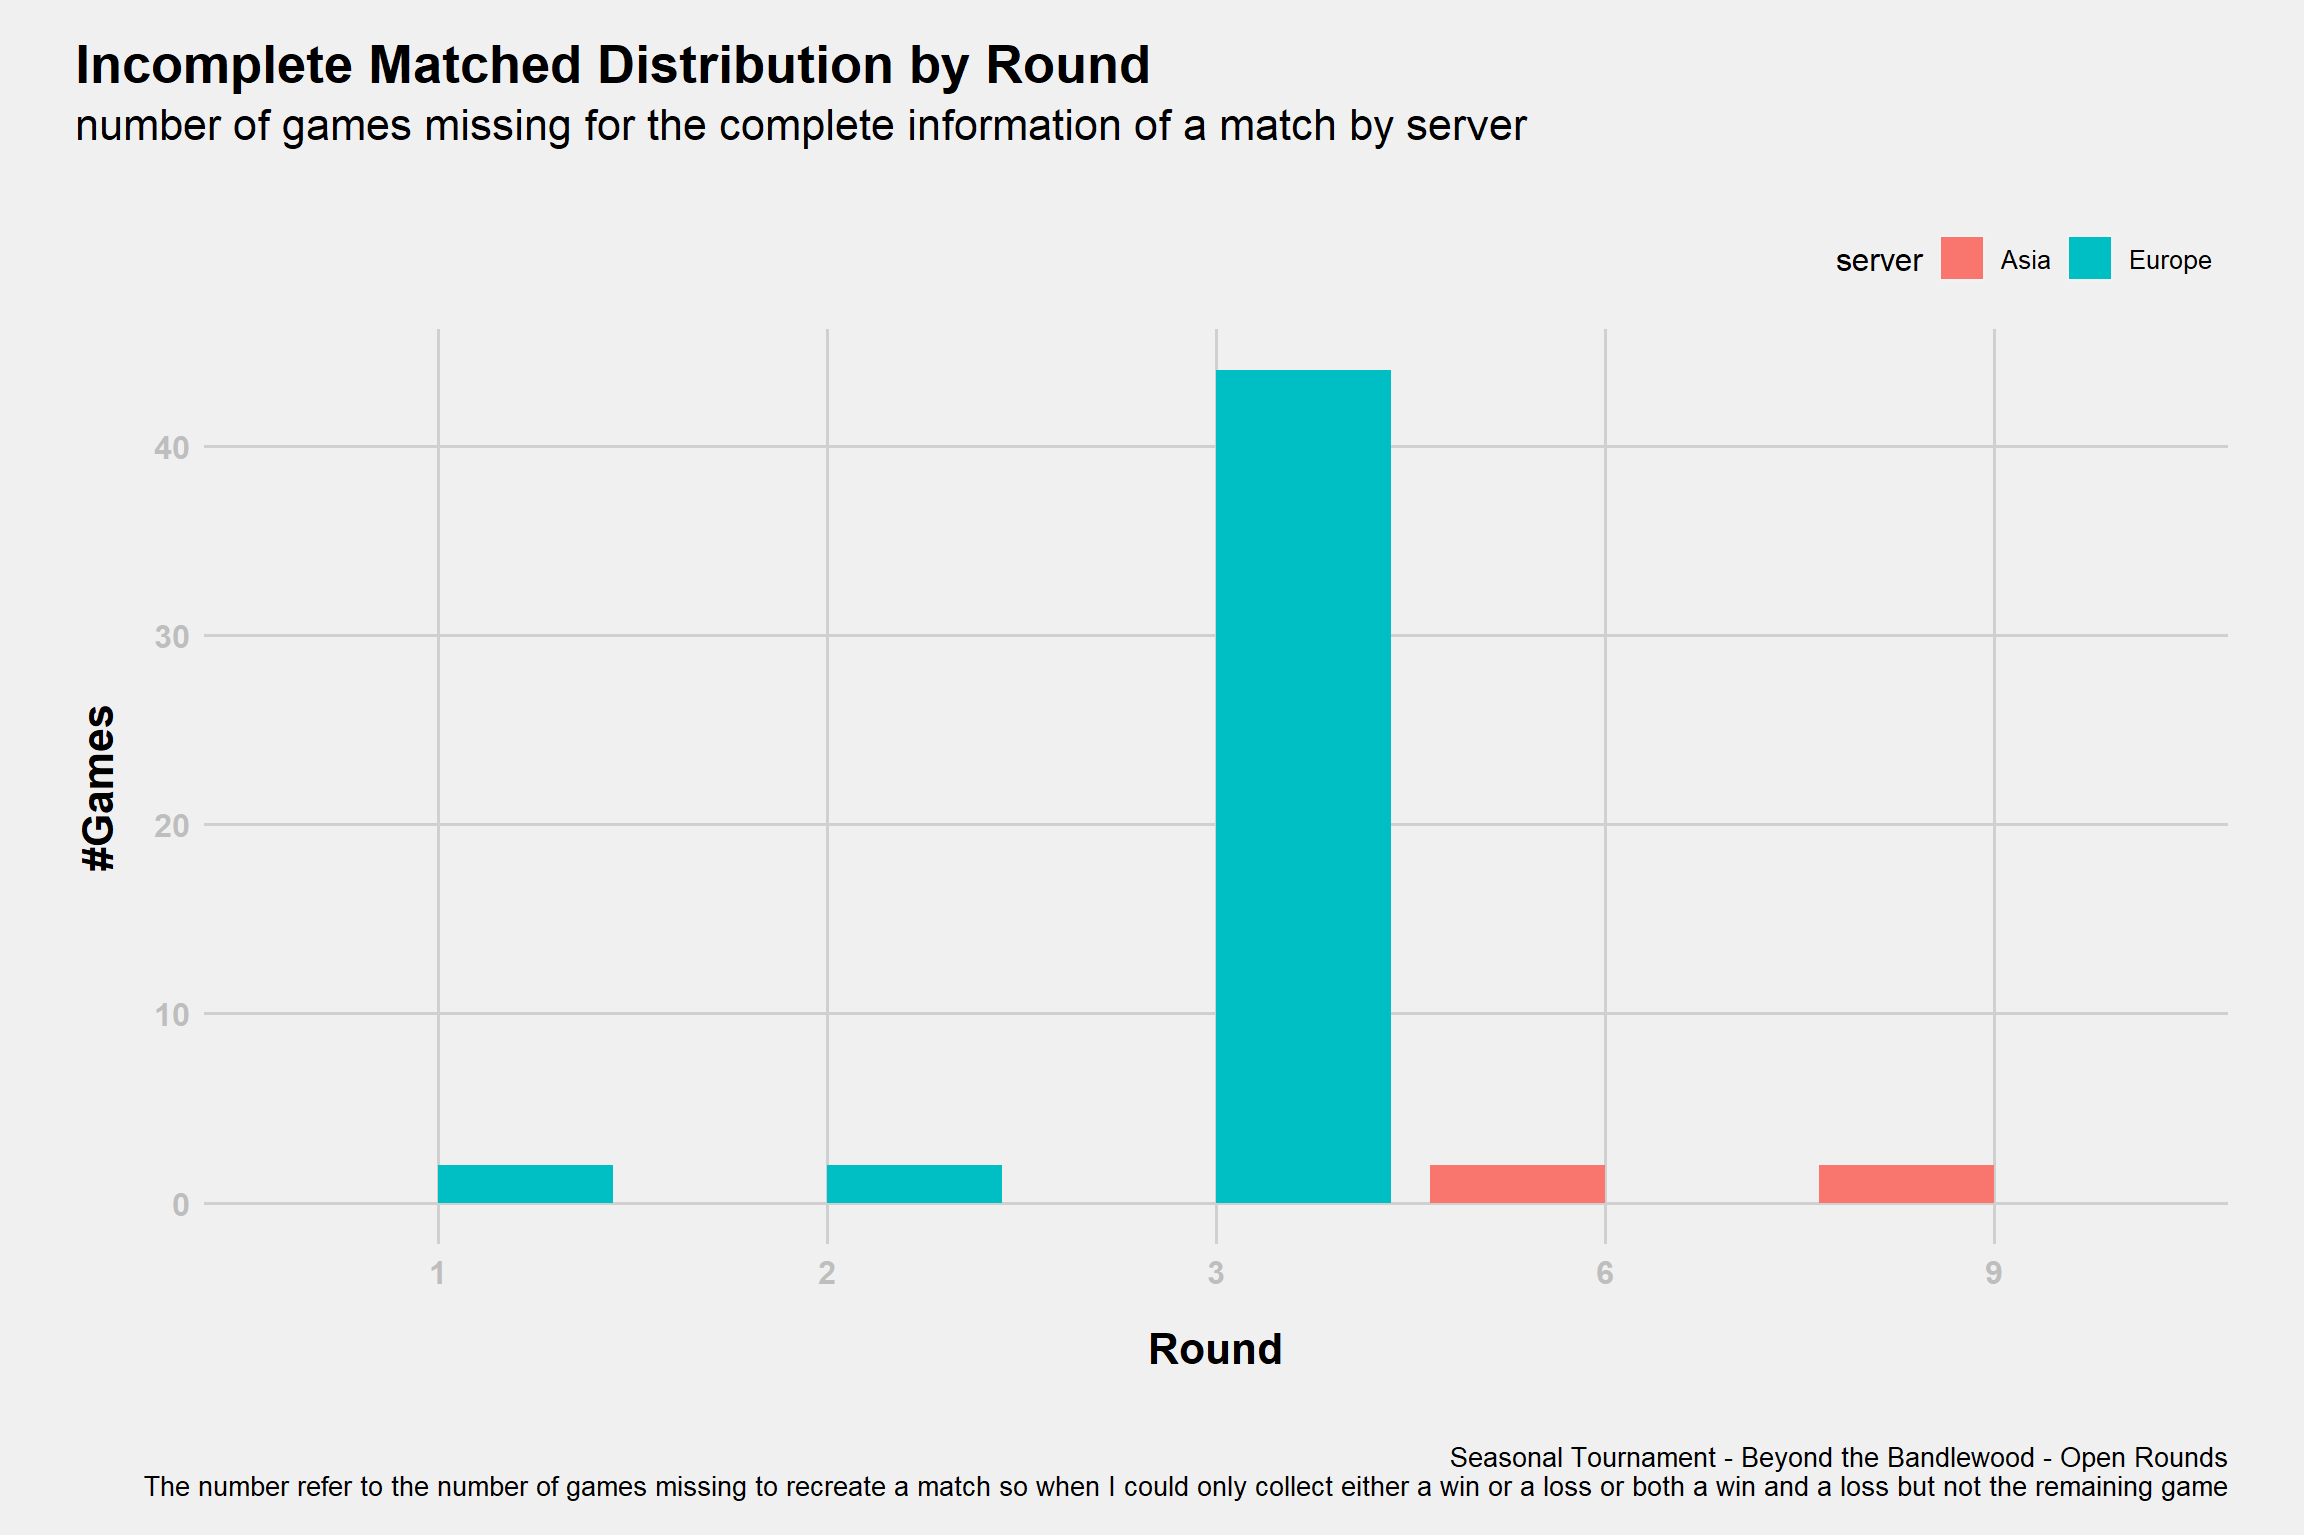 Incomplete Matched Distribution by Round
number of games missing for the complete information of a match by server
server Asia Europe
40
30
20
10
0
#Games
1 2 3 6 9
Round
Seasonal Tournament - Beyond the Bandlewood - Open Rounds
The number refer to the number of games missing to recreate a match so when I could only collect either a win or a loss or both a win and a loss but not the remaining game